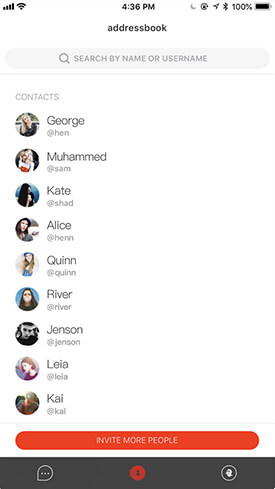 4:36 PM 100%
addressbook
SEARCH BY NAME OR USERNAME
CONTACTS
George
@hen
Muhammed
@sam
Kate
@shad
Alice
@henn
Quinn
@quinn
River
@river
Jenson
@jenson
Leia
@leia
Kai
@kai
INVITE MORE PEOPLE